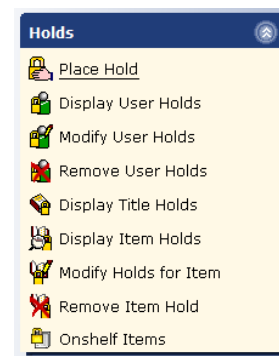 Holds
Place Hold
Display User Holds
Modify User Holds
Remove User Holds
Display Title Holds
Display Item Holds
Modify Holds for Item
Remove Item Hold
Onshelf Items